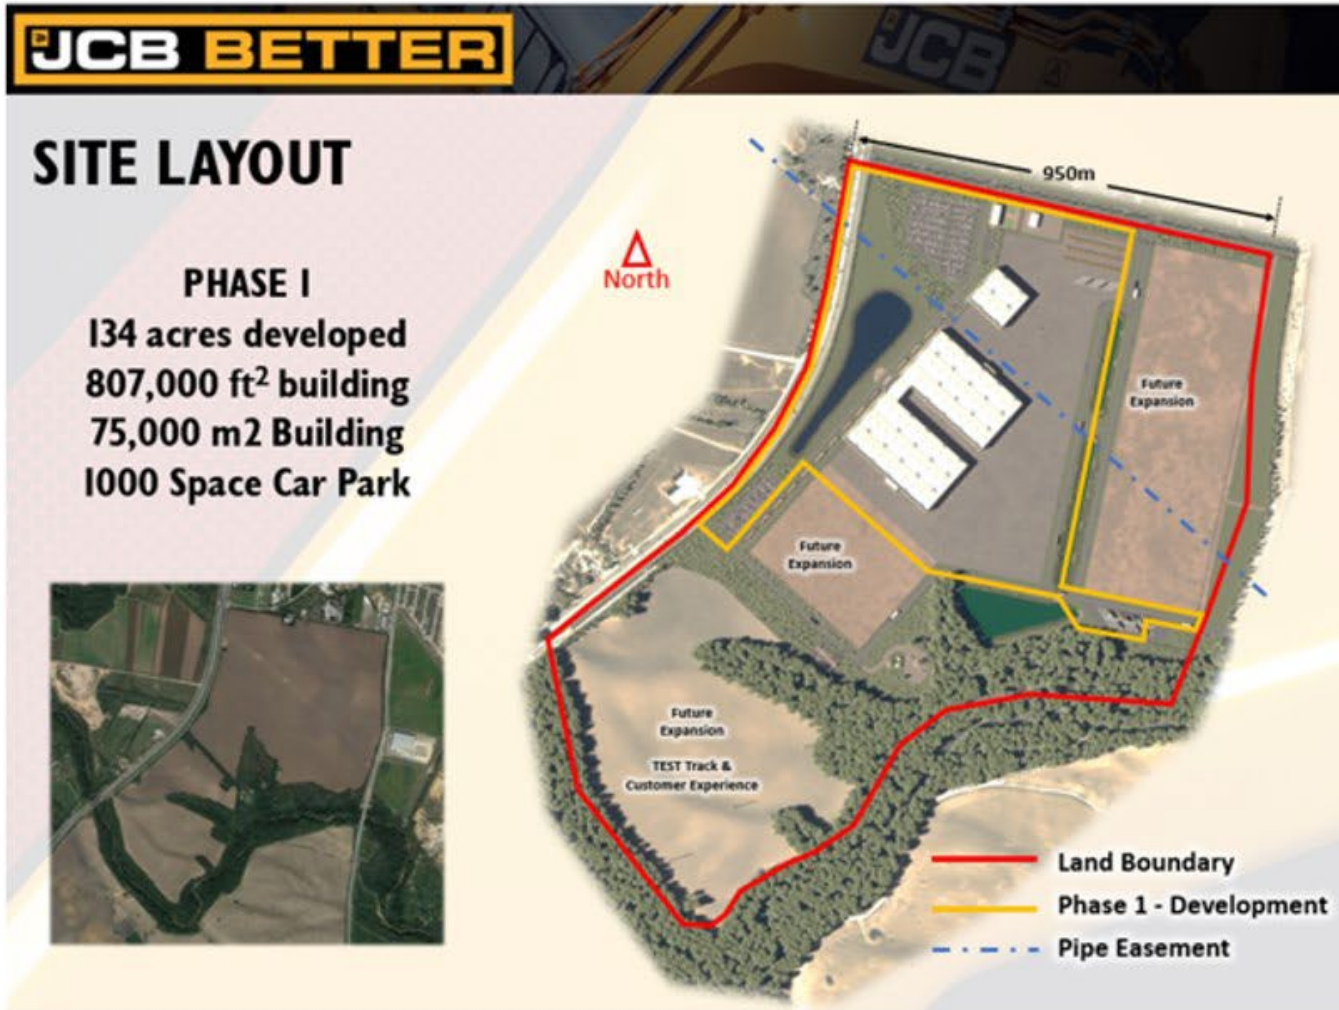 JCB BETTER
JCB
SITE LAYOUT
PHASE 1
134 acres developed
807,000 ft² building
75,000 m2 Building
1000 Space Car Park
North
950m
Future
Expansion
Future
Expansion
Future
Expansion
TEST Track &
Customer Experience
Land Boundary
Phase 1 - Development
Pipe Easement